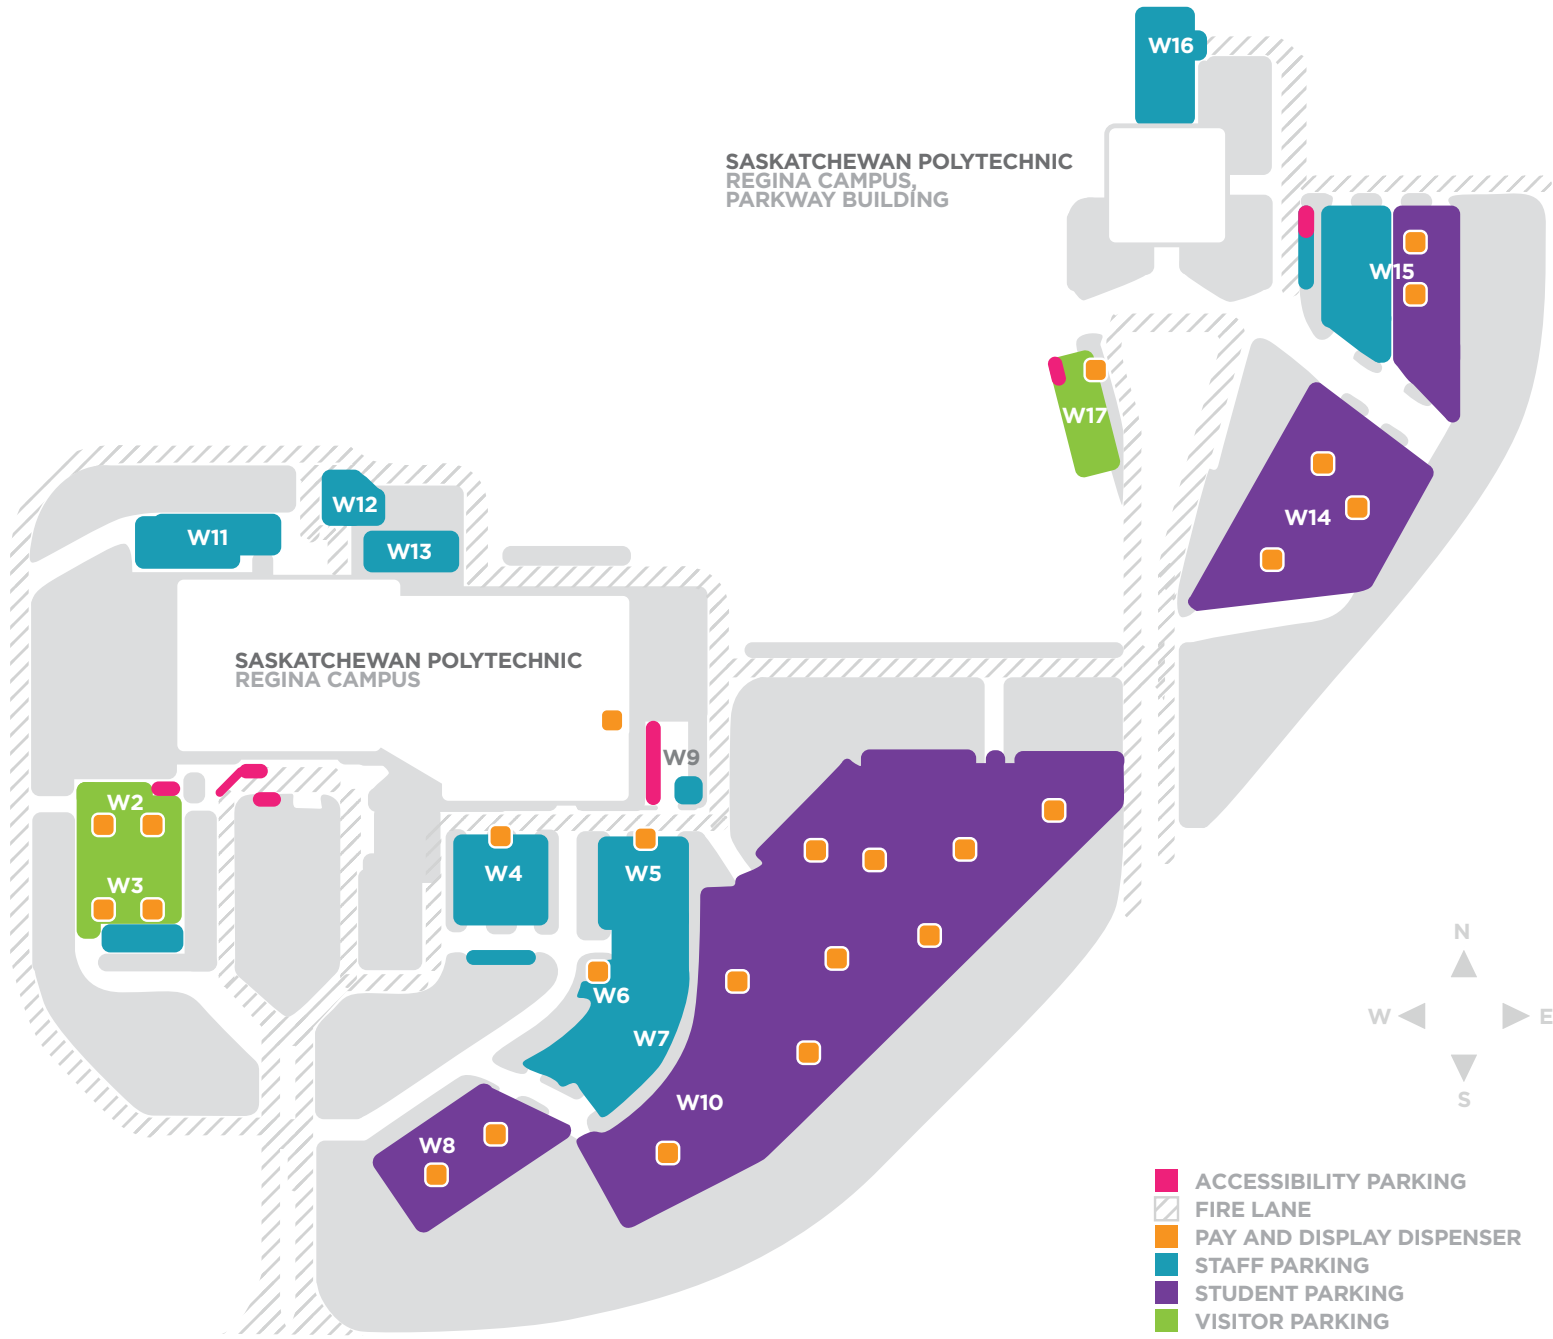 W16
SASKATCHEWAN POLYTECHNIC
REGINA CAMPUS,
PARKWAY BUILDING
W15
W17
W14
W12
W11
W13
SASKATCHEWAN POLYTECHNIC
REGINA CAMPUS
W9
W2
W4
W5
W3
W6
W7
W10
W8
N
W
E
S
ACCESSIBILITY PARKING
FIRE LANE
PAY AND DISPLAY DISPENSER
STAFF PARKING
STUDENT PARKING
VISITOR PARKING